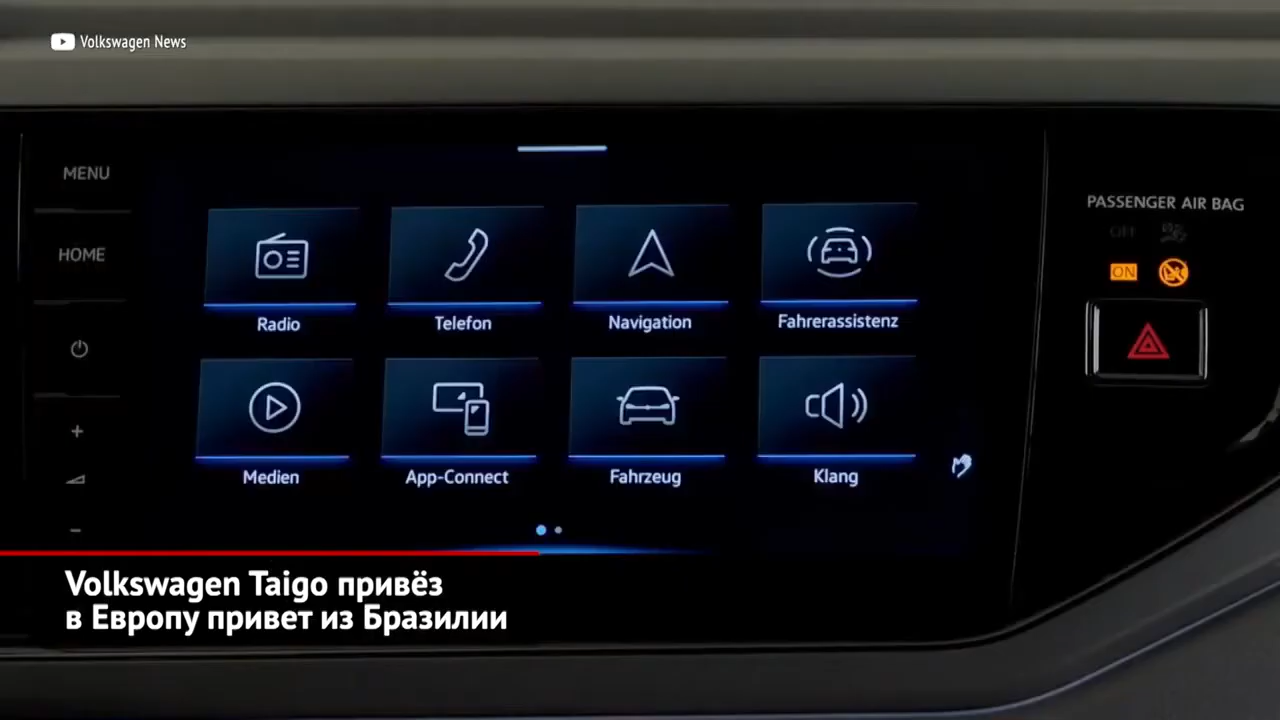 Volkswagen News
MENU
HOME
+
-
Radio
Telefon
Navigation
Fahrerassistenz
Medien
App-Connect
Fahrzeug
Klang
PASSENGER AIR BAG
OFF
ON
Volkswagen Taigo привёз
в Европу привет из Бразилии